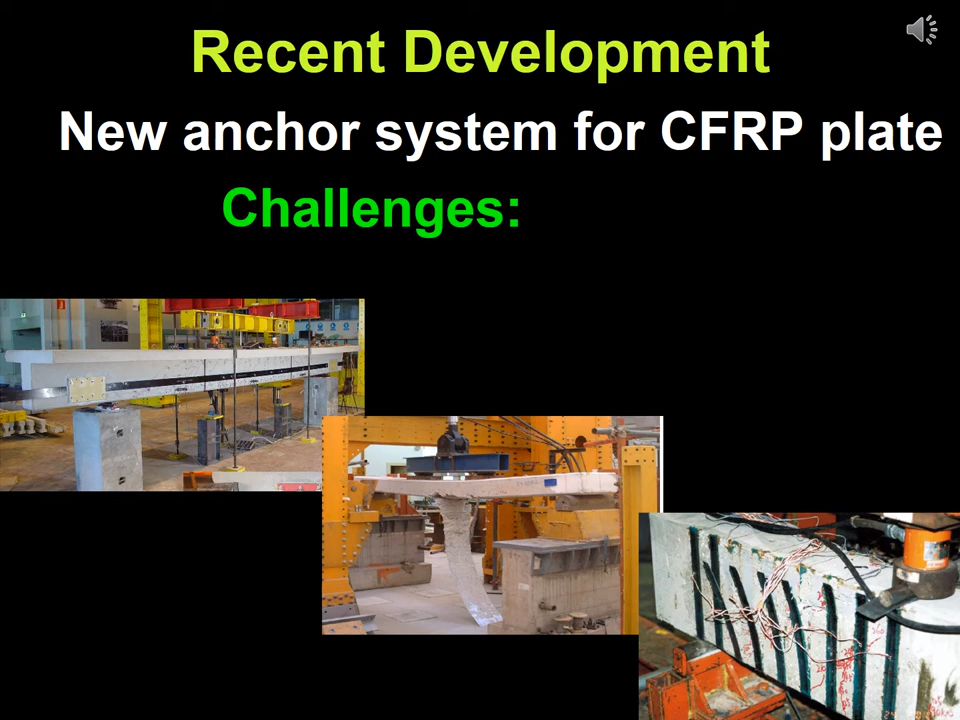 Recent Development
New anchor system for CFRP plate
Challenges: